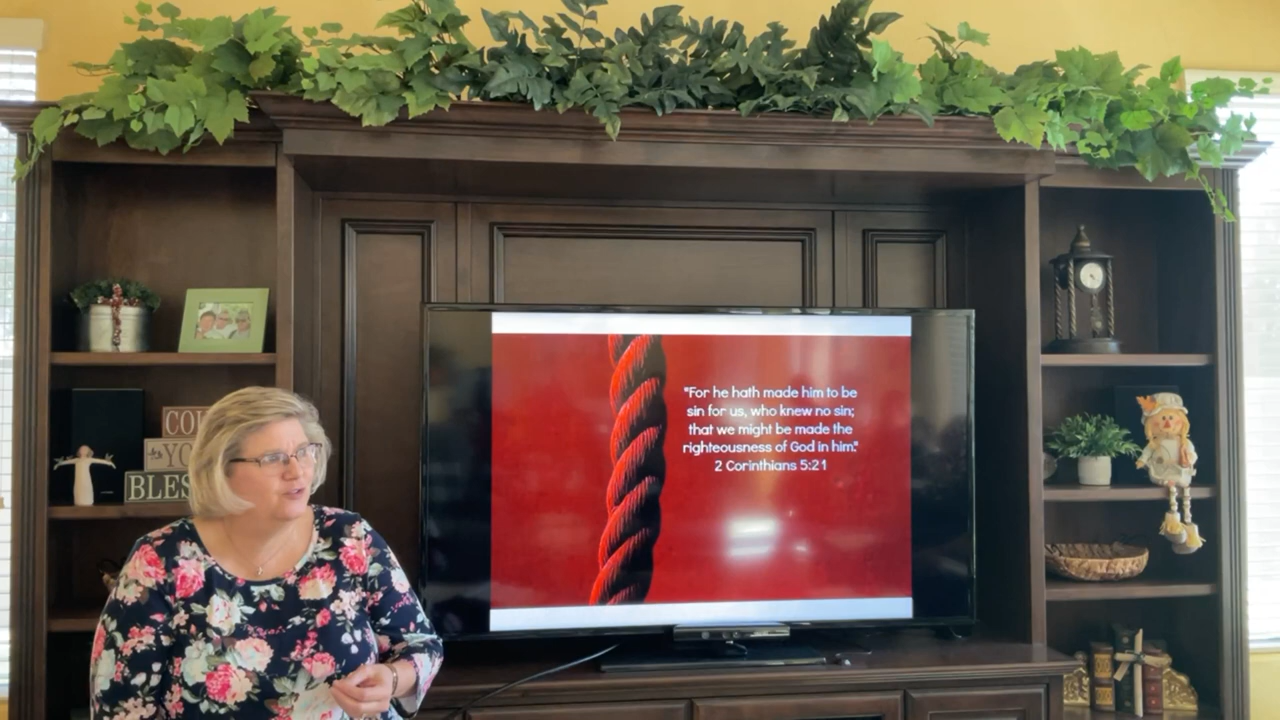 "For he hath made him to be
sin for us, who knew no sin;
that we might be made the
righteousness of God in him."
2 Corinthians 5:21